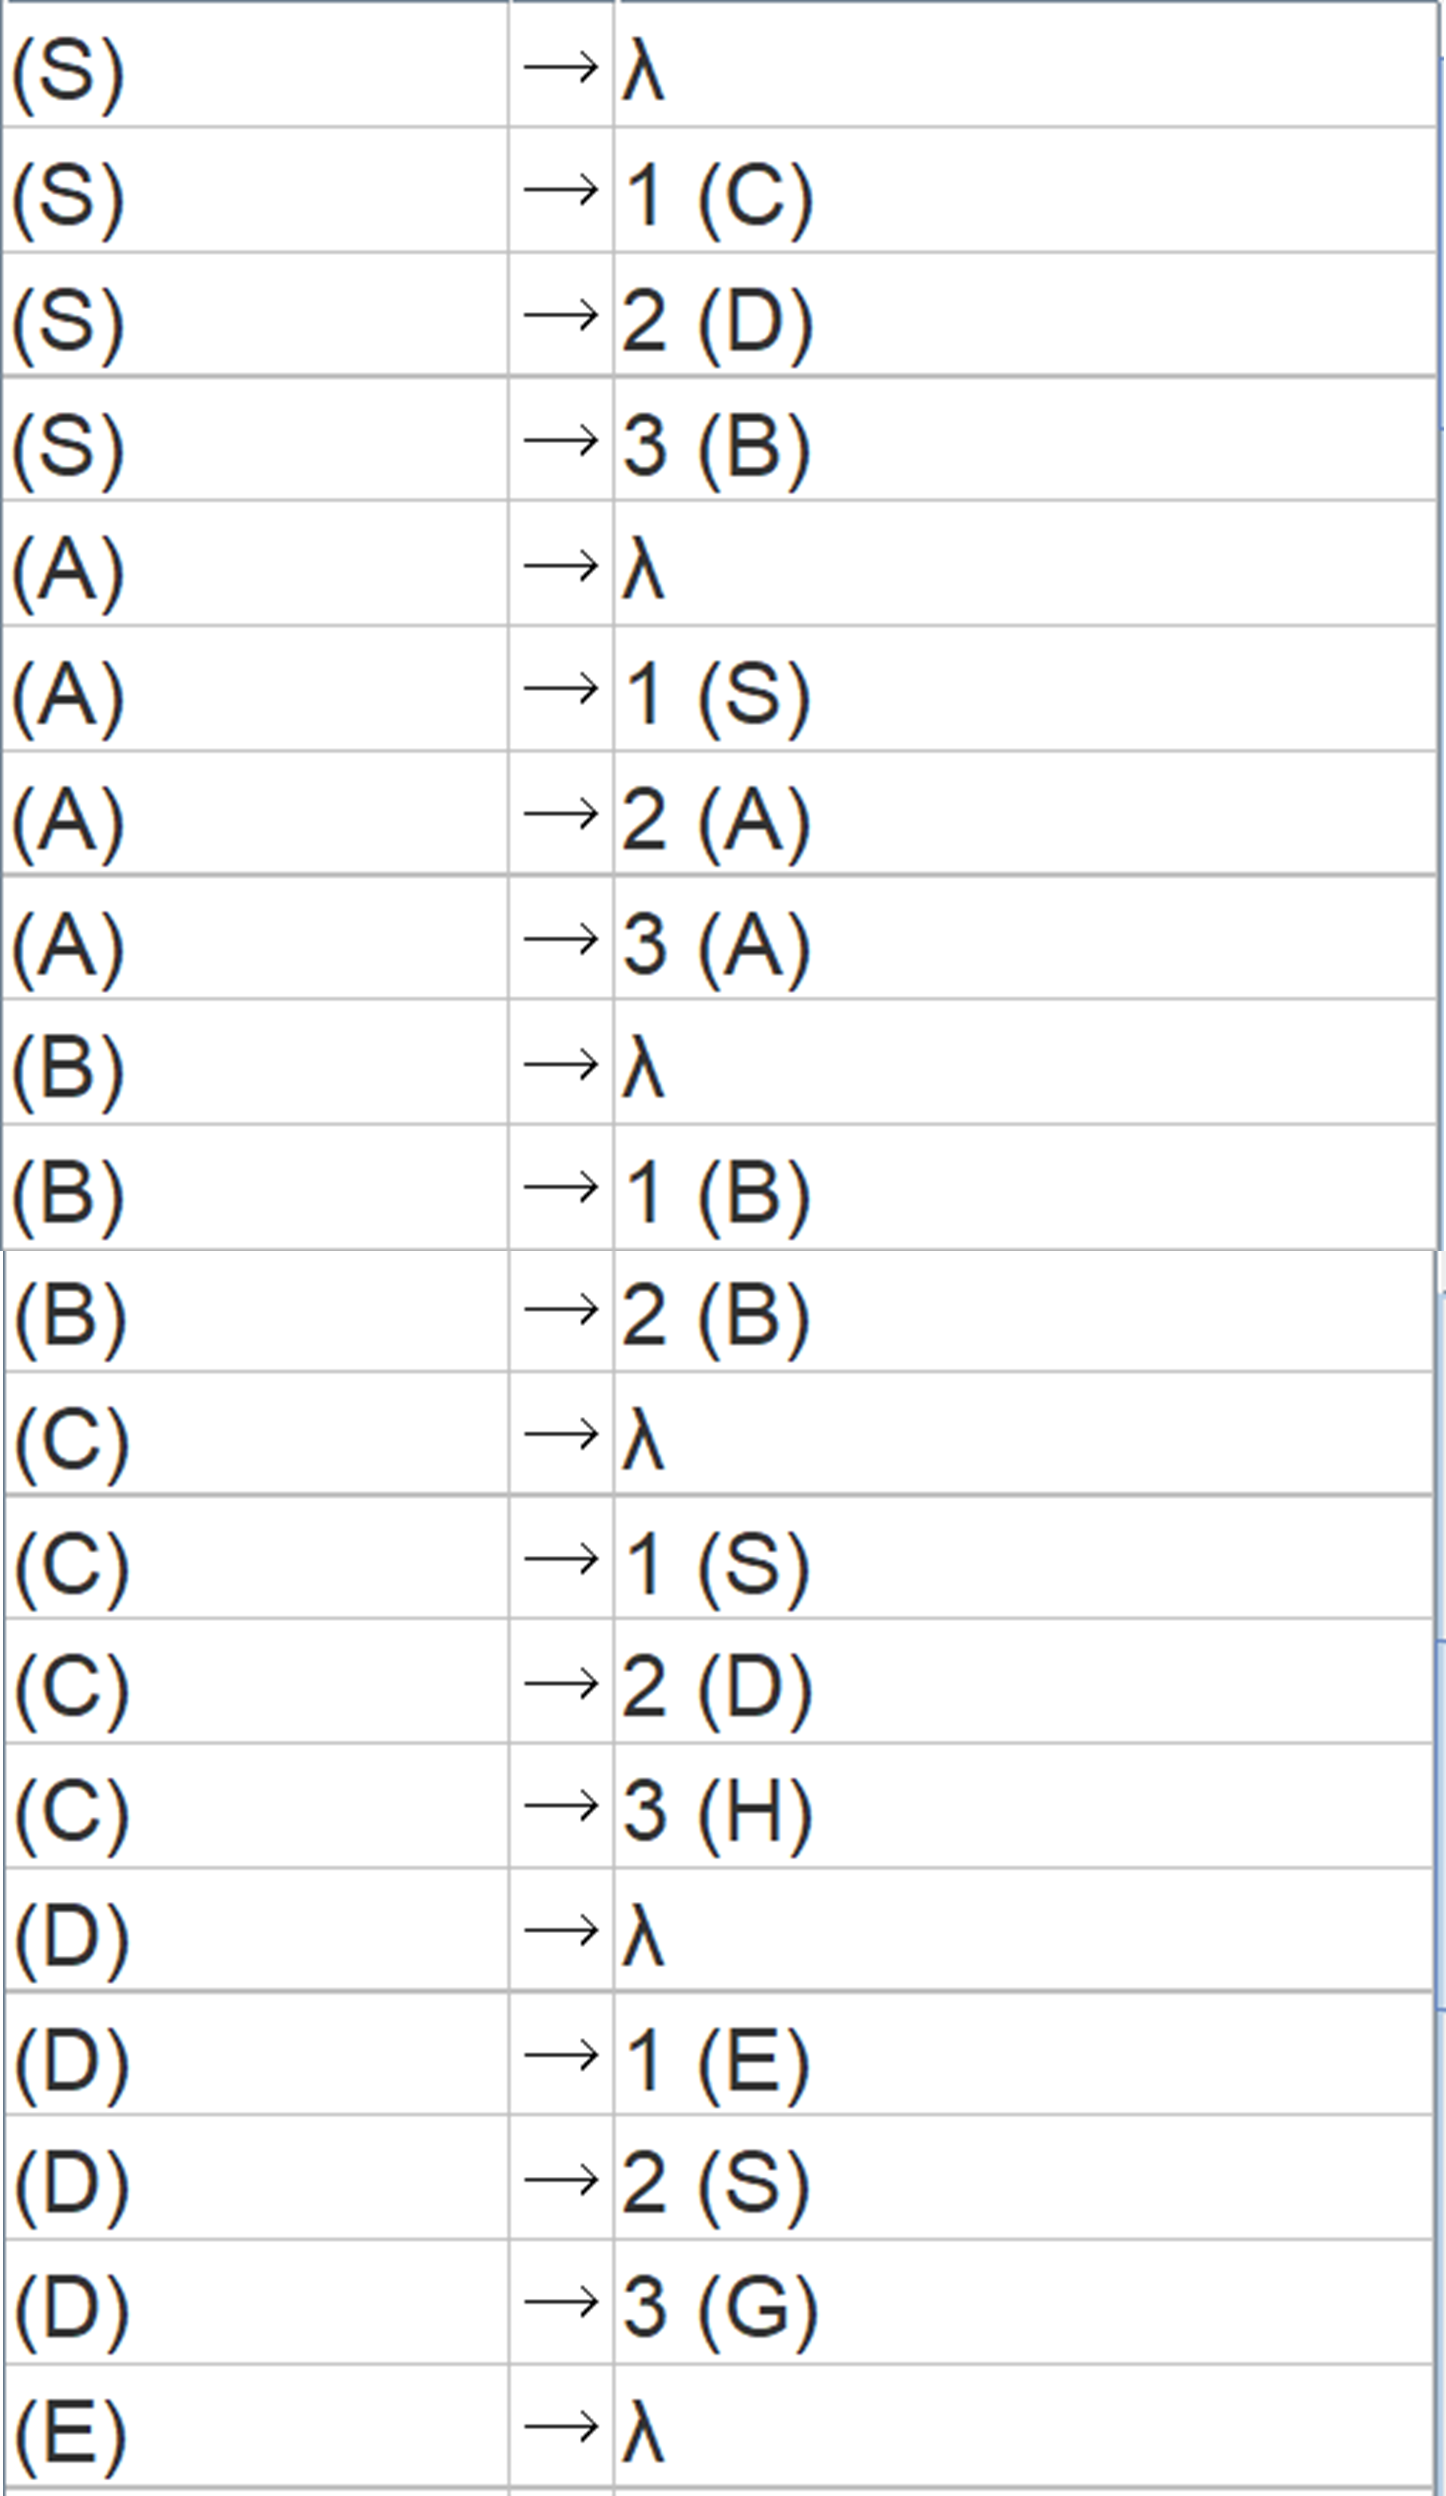 (S) → λ
(S) → 1 (C)
(S) → 2 (D)
(S) → 3 (B)
(A) → λ
(A) → 1 (S)
(A) → 2 (A)
(A) → 3 (A)
(B) → λ
(B) → 1 (B)
(B) → 2 (B)
(C) → λ
(C) → 1 (S)
(C) → 2 (D)
(C) → 3 (H)
(D) → λ
(D) → 1 (E)
(D) → 2 (S)
(D) → 3 (G)
(E) → λ